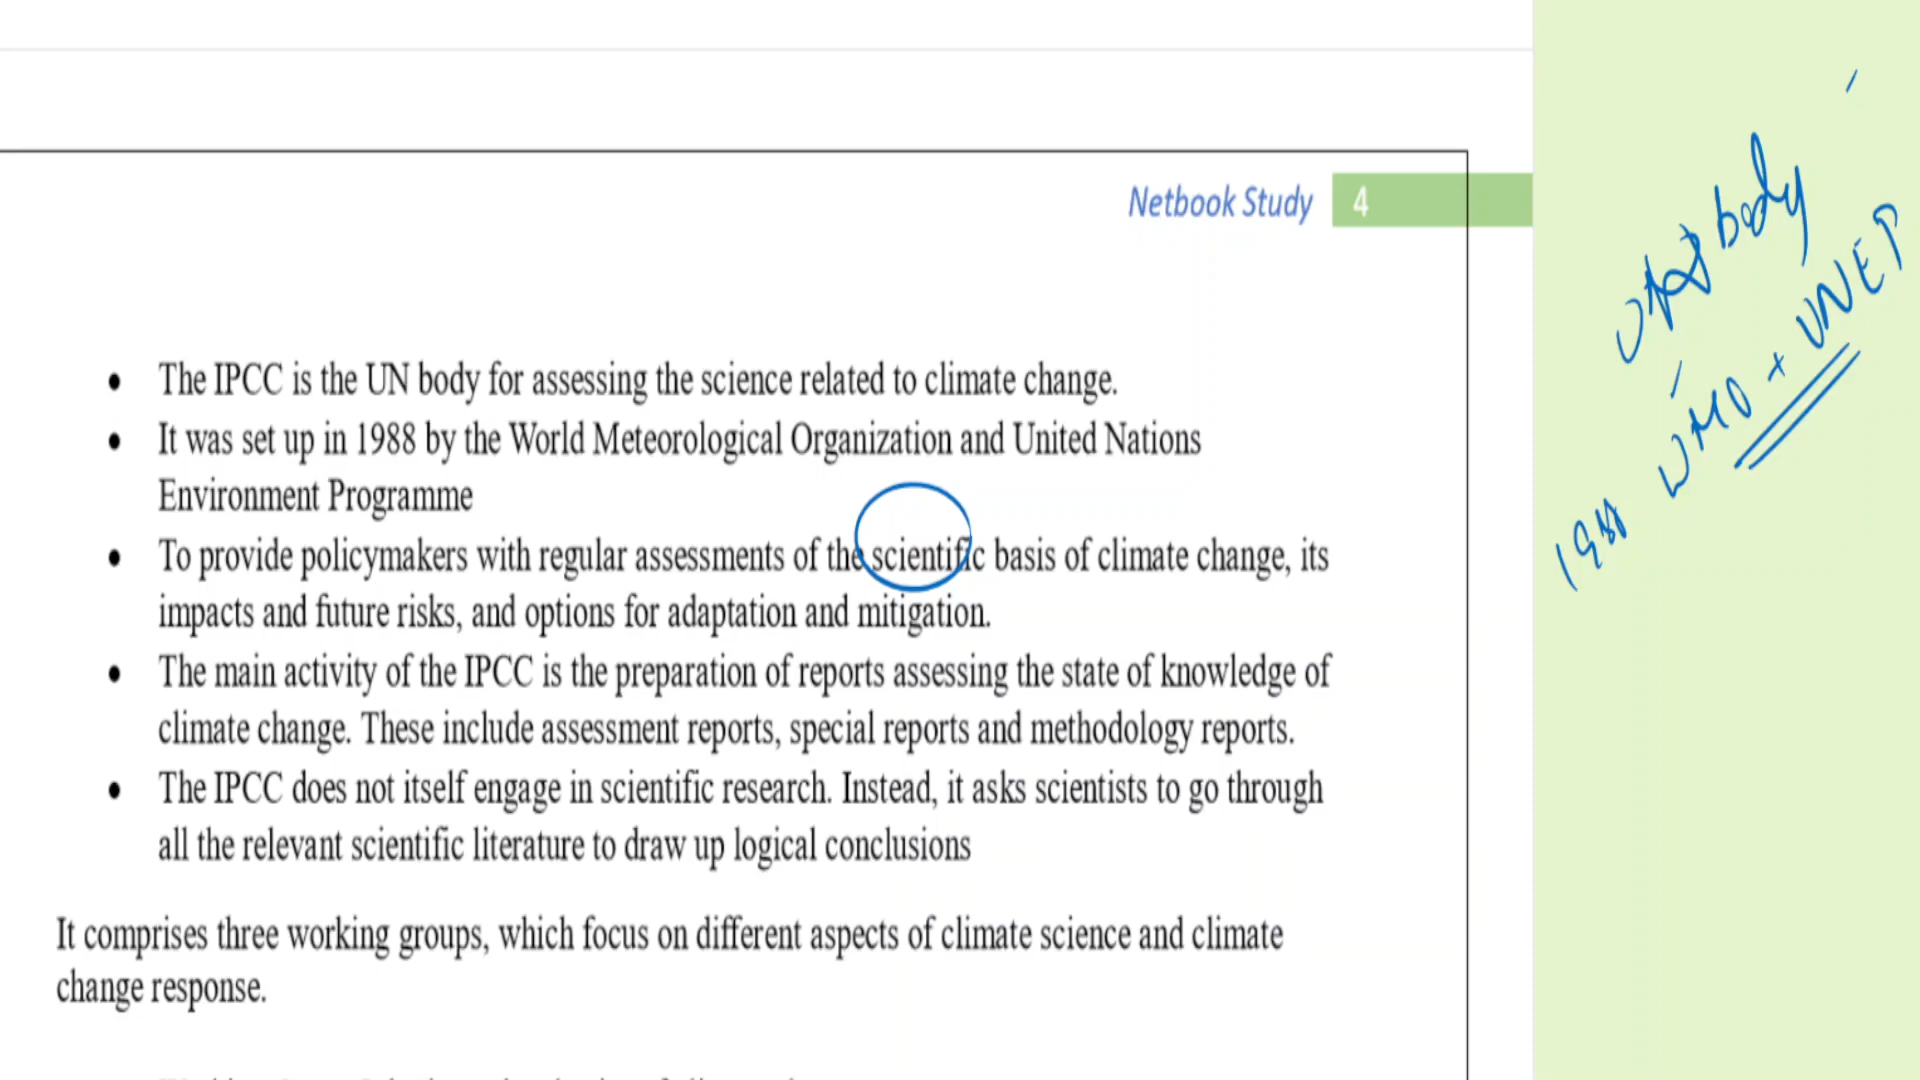 Netbook Study 4
• The IPCC is the UN body for assessing the science related to climate change.
• It was set up in 1988 by the World Meteorological Organization and United Nations
Environment Programme
• To provide policymakers with regular assessments of the scientific basis of climate change, its
impacts and future risks, and options for adaptation and mitigation.
• The main activity of the IPCC is the preparation of reports assessing the state of knowledge of
climate change. These include assessment reports, special reports and methodology reports.
• The IPCC does not itself engage in scientific research. Instead, it asks scientists to go through
all the relevant scientific literature to draw up logical conclusions
It comprises three working groups, which focus on different aspects of climate science and climate
change response.
body
1988 WMO + UNEP